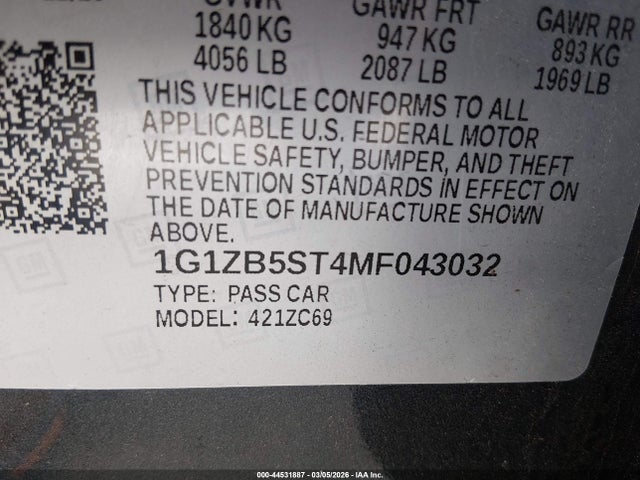 GVWR GAWR FRT GAWR RR
1840 KG 947 KG 893 KG
4056 LB 2087 LB 1969 LB
THIS VEHICLE CONFORMS TO ALL
APPLICABLE U.S. FEDERAL MOTOR
VEHICLE SAFETY, BUMPER, AND THEFT
PREVENTION STANDARDS IN EFFECT ON
THE DATE OF MANUFACTURE SHOWN
ABOVE.
1G1ZB5ST4MF043032
TYPE: PASS CAR
MODEL: 421ZC69
000-44531887 | 03/05/2026 | IAA Inc.